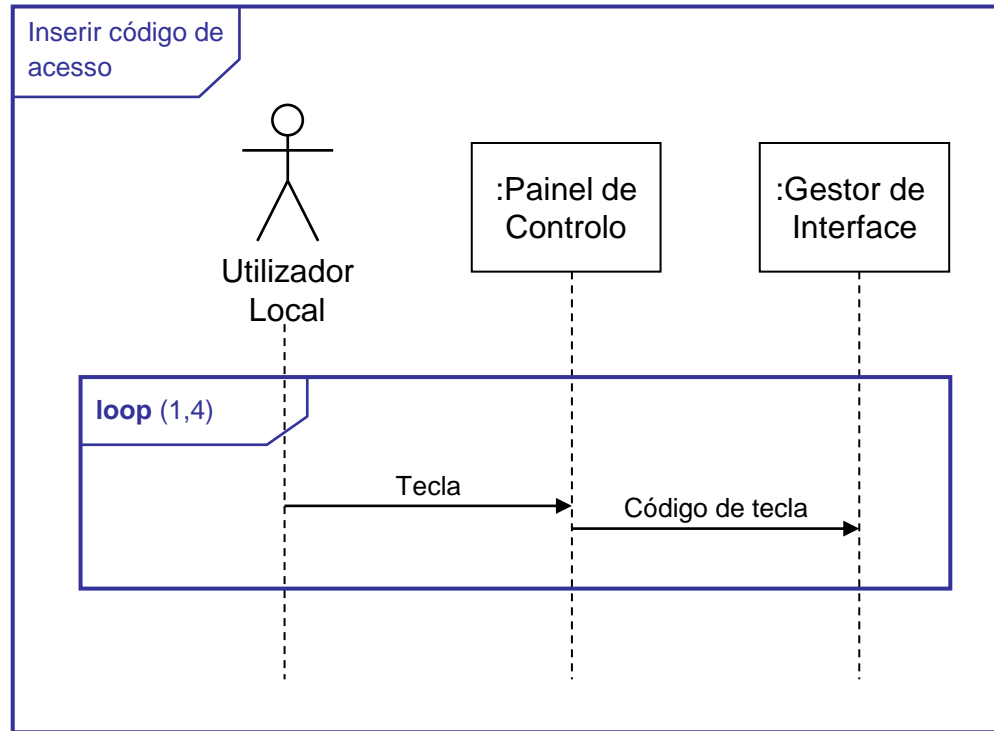 Inserir código de
acesso
:Painel de
Controlo
:Gestor de
Interface
Utilizador
Local
loop (1,4)
Tecla
Código de tecla